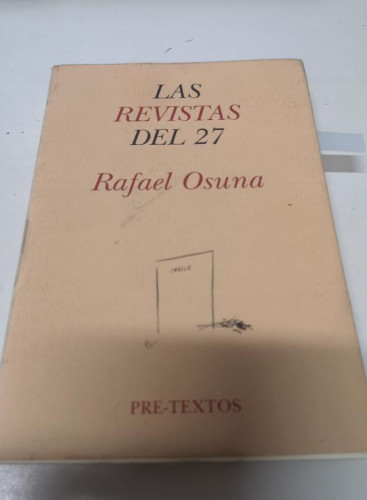 LAS
REVISTAS
DEL 27
Rafael Osuna
PRE-TEXTOS